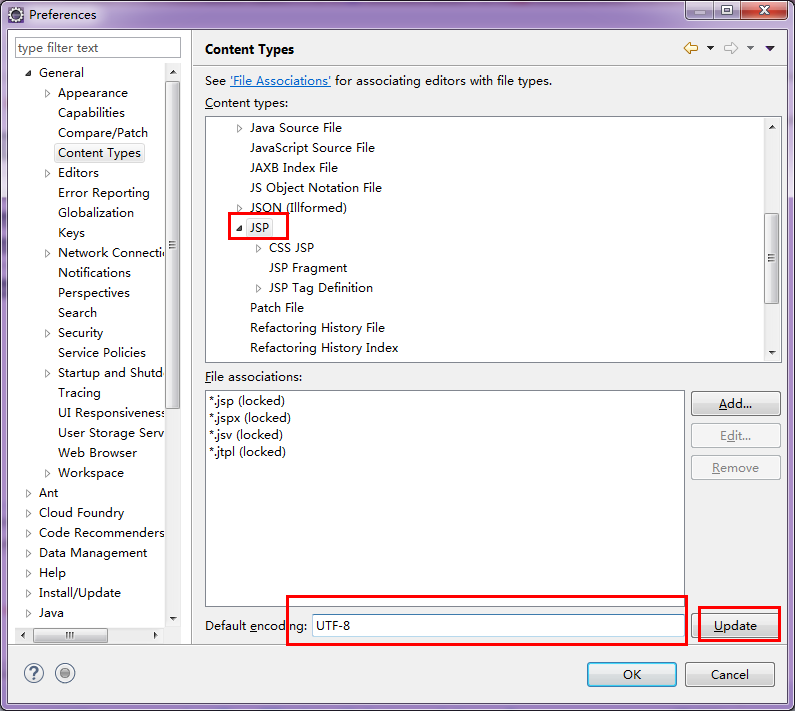 Preferences
type filter text
General
Appearance
Capabilities
Compare/Patch
Content Types
Editors
Error Reporting
Globalization
Keys
Network Connecti
Notifications
Perspectives
Search
Security
Service Policies
Startup and Shutd
Tracing
UI Responsiveness
User Storage Serv
Web Browser
Workspace
Ant
Cloud Foundry
Code Recommenders
Data Management
Help
Install/Update
Java
Content Types
See 'File Associations' for associating editors with file types.
Content types:
Java Source File
JavaScript Source File
JAXB Index File
JS Object Notation File
JSON (Illformed)
JSP
CSS JSP
JSP Fragment
JSP Tag Definition
Patch File
Refactoring History File
Refactoring History Index
File associations:
*.jsp (locked)
*.jspx (locked)
*.jsv (locked)
*.jtpl (locked)
Add...
Edit...
Remove
Default encoding: UTF-8
Update
OK
Cancel